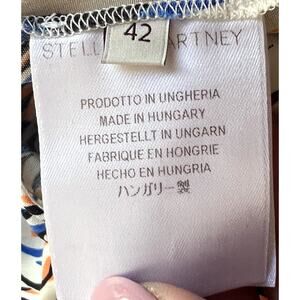 42
STELL ARTNEY
PRODOTTO IN UNGHERIA
MADE IN HUNGARY
HERGESTELLT IN UNGARN
FABRIQUE EN HONGRIE
HECHO EN HUNGRIA
ハンガリー製